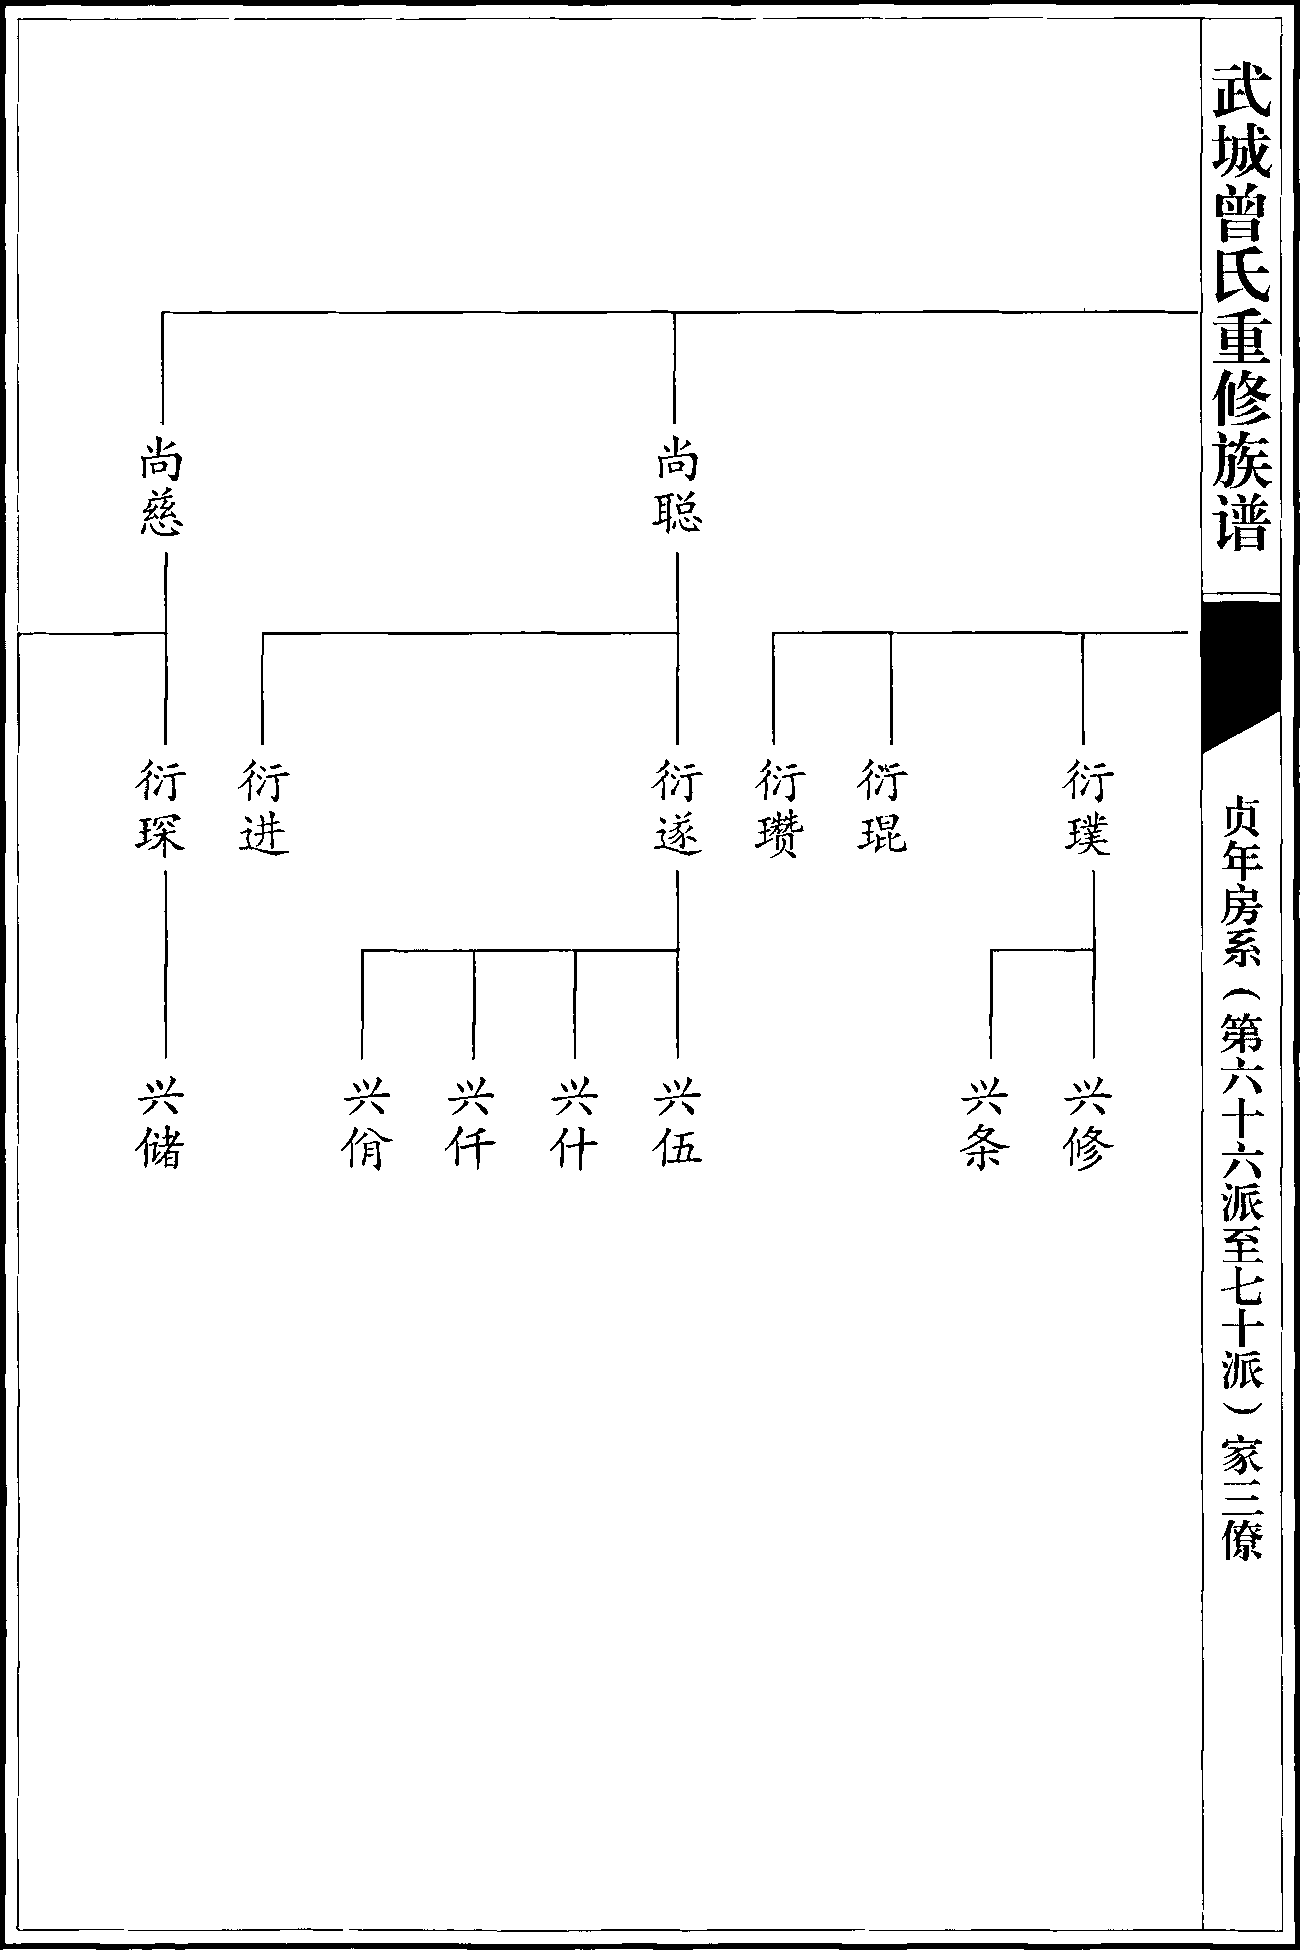 武城曾氏重修族谱
贞年房系（第六十六派至七十派）家三僚
尚聪
尚慈
衍璞
衍琨
衍瓒
衍遂
衍进
衍琛
兴修
兴条
兴伍
兴什
兴仟
兴佾
兴储